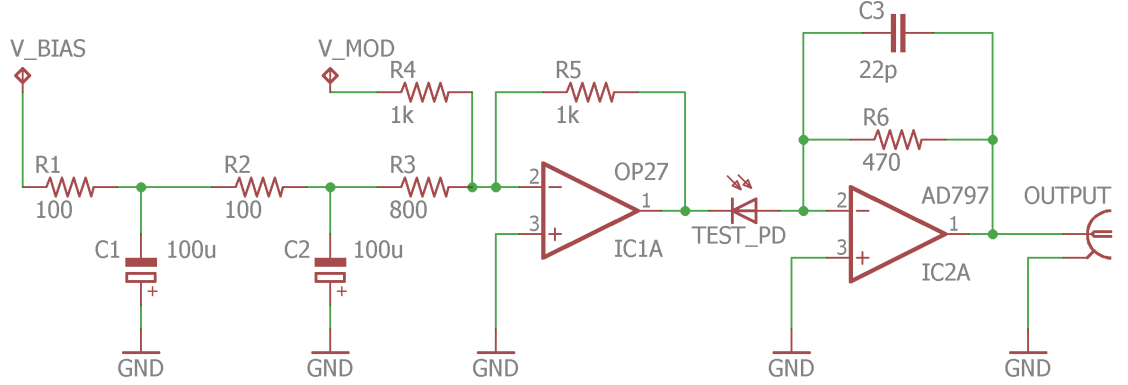 C3
V_BIAS
V_MOD
R4
R5
22p
1k
1k
R6
R1
R2
R3
OP27
470
100
100
800
2
3
1
TEST_PD
2
3
1
AD797
OUTPUT
C1
100u
C2
100u
IC1A
IC2A
-
+
-
+
+
+
GND
GND
GND
GND
GND